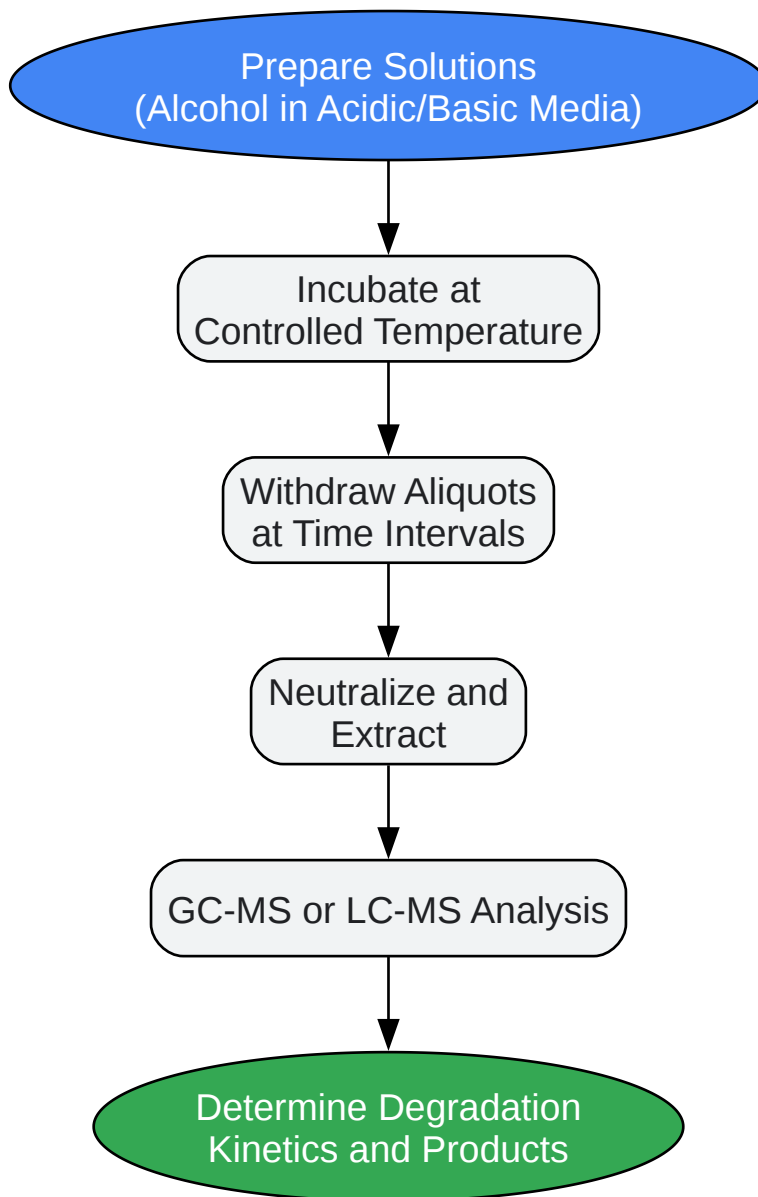 Prepare Solutions
(Alcohol in Acidic/Basic Media)
Incubate at
Controlled Temperature
Withdraw Aliquots
at Time Intervals
Neutralize and
Extract
GC-MS or LC-MS Analysis
Determine Degradation
Kinetics and Products